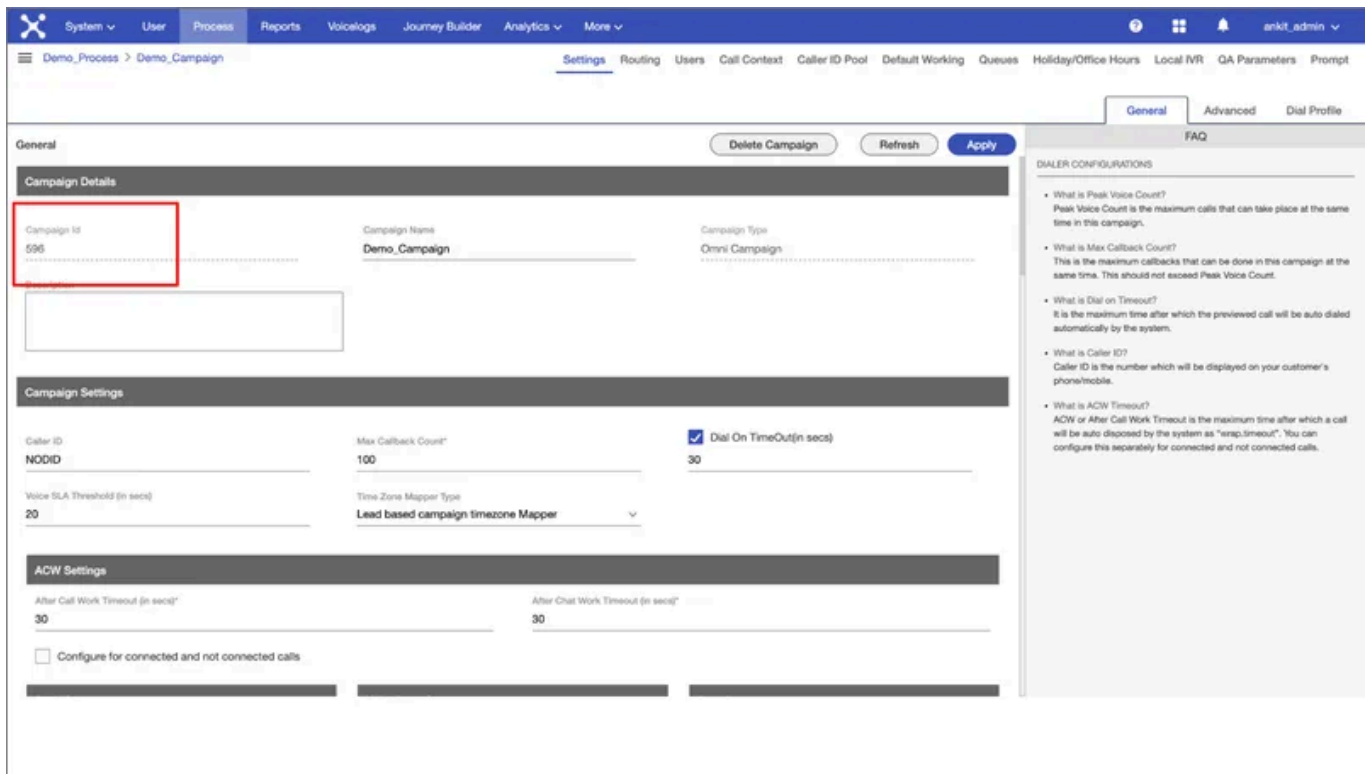 System User Process Reports Voicelogs Journey Builder Analytics More ankit_admin
Demo_Process > Demo_Campaign Settings Routing Users Call Context Caller ID Pool Default Working Queues Holiday/Office Hours Local IVR QA Parameters Prompt
General Advanced Dial Profile
General Delete Campaign Refresh Apply
Campaign Details
Campaign Id Campaign Name Campaign Type
596 Demo_Campaign Omni Campaign
Description
Campaign Settings
Caller ID Max Callback Count* Dial On TimeOut(in secs)
NODID 100 30
Voice SLA Threshold (in secs) Time Zone Mapper Type
20 Lead based campaign timezone Mapper
ACW Settings
After Call Work Timeout (in secs)* After Chat Work Timeout (in secs)*
30 30
Configure for connected and not connected calls
FAQ
DIALER CONFIGURATIONS
• What is Peak Voice Count?
Peak Voice Count is the maximum calls that can take place at the same
time in this campaign.
• What is Max Callback Count?
This is the maximum callbacks that can be done in this campaign at the
same time. This should not exceed Peak Voice Count.
• What is Dial on Timeout?
It is the maximum time after which the previewed call will be auto dialed
automatically by the system.
• What is Caller ID?
Caller ID is the number which will be displayed on your customer's
phone/mobile.
• What is ACW Timeout?
ACW or After Call Work Timeout is the maximum time after which a call
will be auto disposed by the system as "wrap.timeout". You can
configure this separately for connected and not connected calls.